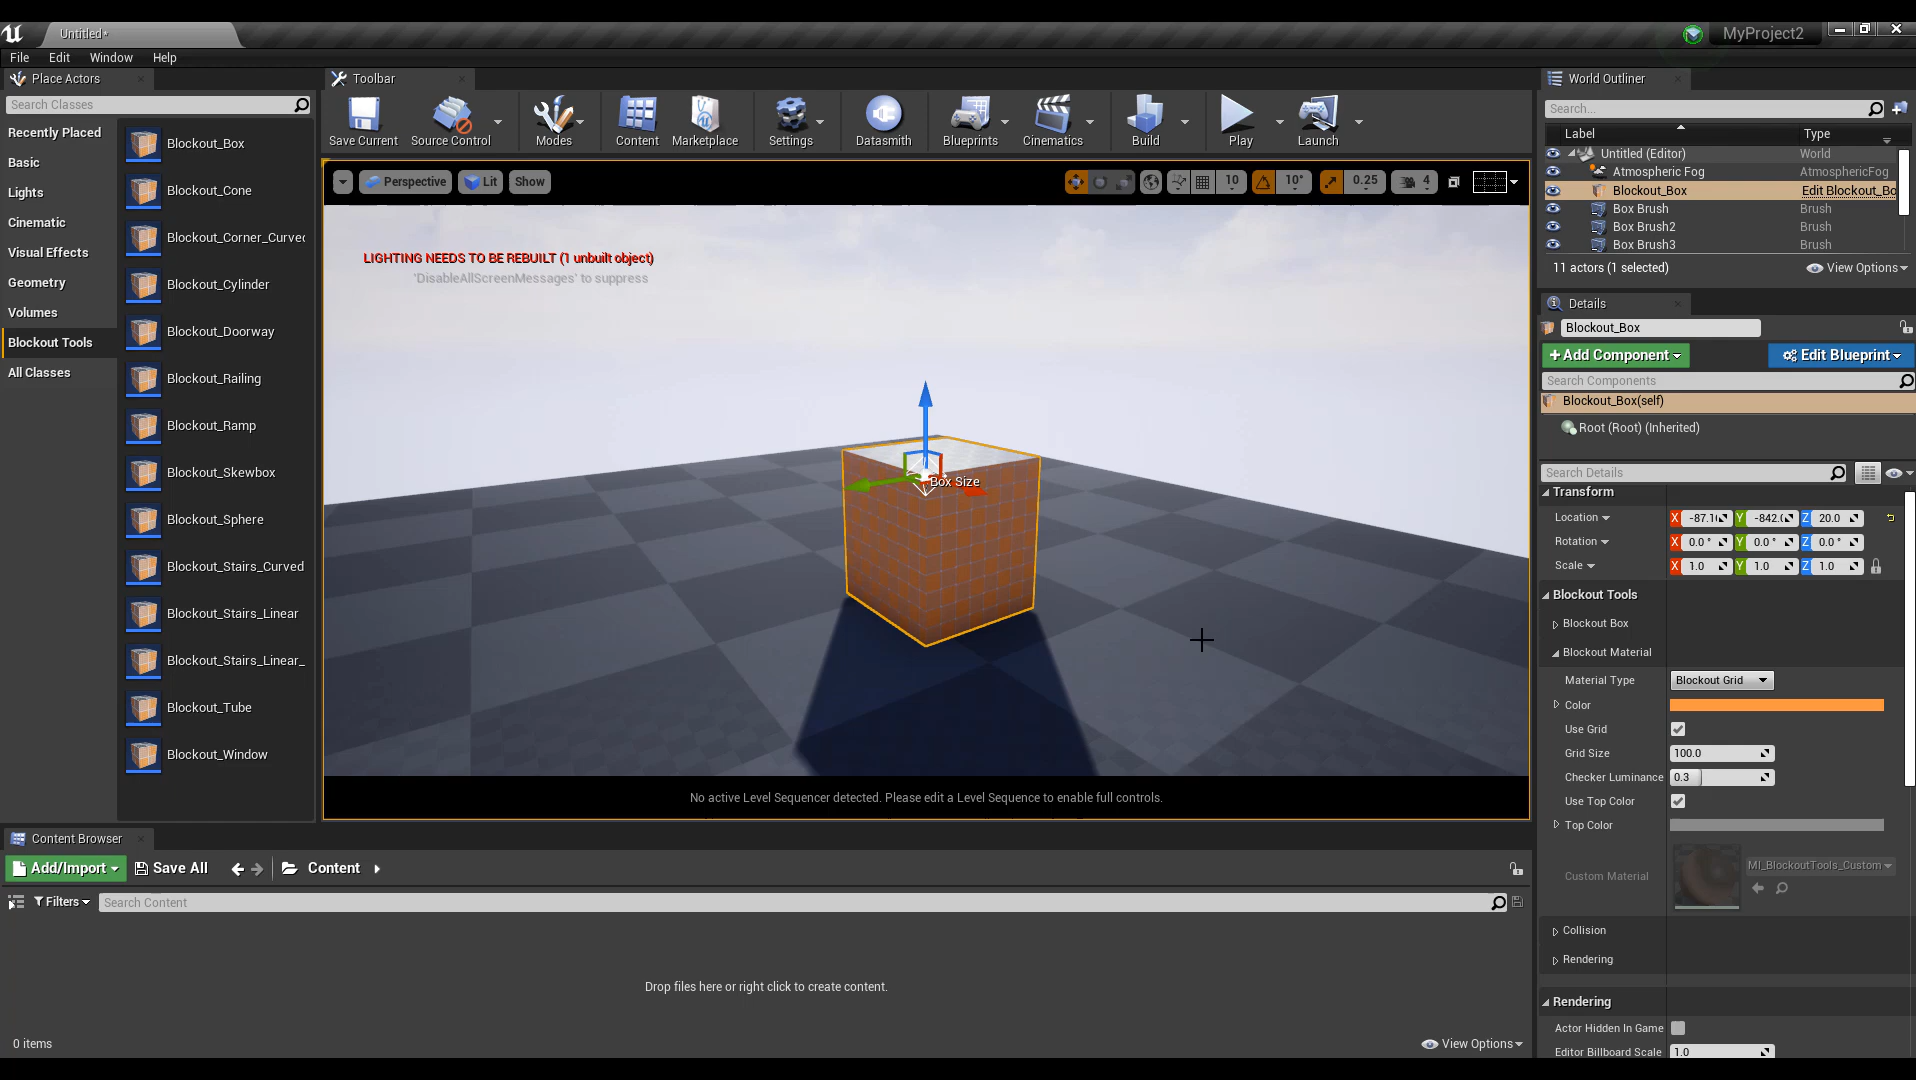 Untitled*
MyProject2
File Edit Window Help
Place Actors
Search Classes
Recently Placed
Basic
Lights
Cinematic
Visual Effects
Geometry
Volumes
Blockout Tools
All Classes
Blockout_Box
Blockout_Cone
Blockout_Corner_Curved
Blockout_Cylinder
Blockout_Doorway
Blockout_Railing
Blockout_Ramp
Blockout_Skewbox
Blockout_Sphere
Blockout_Stairs_Curved
Blockout_Stairs_Linear
Blockout_Stairs_Linear_
Blockout_Tube
Blockout_Window
Toolbar
Save Current Source Control Modes Content Marketplace Settings Datasmith Blueprints Cinematics Build Play Launch
Perspective Lit Show 10 10° 0.25 4
LIGHTING NEEDS TO BE REBUILT (1 unbuilt object)
'DisableAllScreenMessages' to suppress
Box Size
No active Level Sequencer detected. Please edit a Level Sequence to enable full controls.
World Outliner
Search...
Label Type
Untitled (Editor) World
Atmospheric Fog AtmosphericFog
Blockout_Box Edit Blockout_Bo
Box Brush Brush
Box Brush2 Brush
Box Brush3 Brush
11 actors (1 selected) View Options
Details
Blockout_Box
+Add Component Edit Blueprint
Search Components
Blockout_Box(self)
Root (Root) (Inherited)
Search Details
Transform
Location X -87.1 Y -842.( Z 20.0
Rotation X 0.0 ° Y 0.0 ° Z 0.0 °
Scale X 1.0 Y 1.0 Z 1.0
Blockout Tools
Blockout Box
Blockout Material
Material Type Blockout Grid
Color
Use Grid
Grid Size 100.0
Checker Luminance 0.3
Use Top Color
Top Color
Custom Material MI_BlockoutTools_Custom
Collision
Rendering
Rendering
Actor Hidden In Game
Editor Billboard Scale 1.0
Content Browser
Add/Import Save All Content
Filters Search Content
Drop files here or right click to create content.
0 items View Options